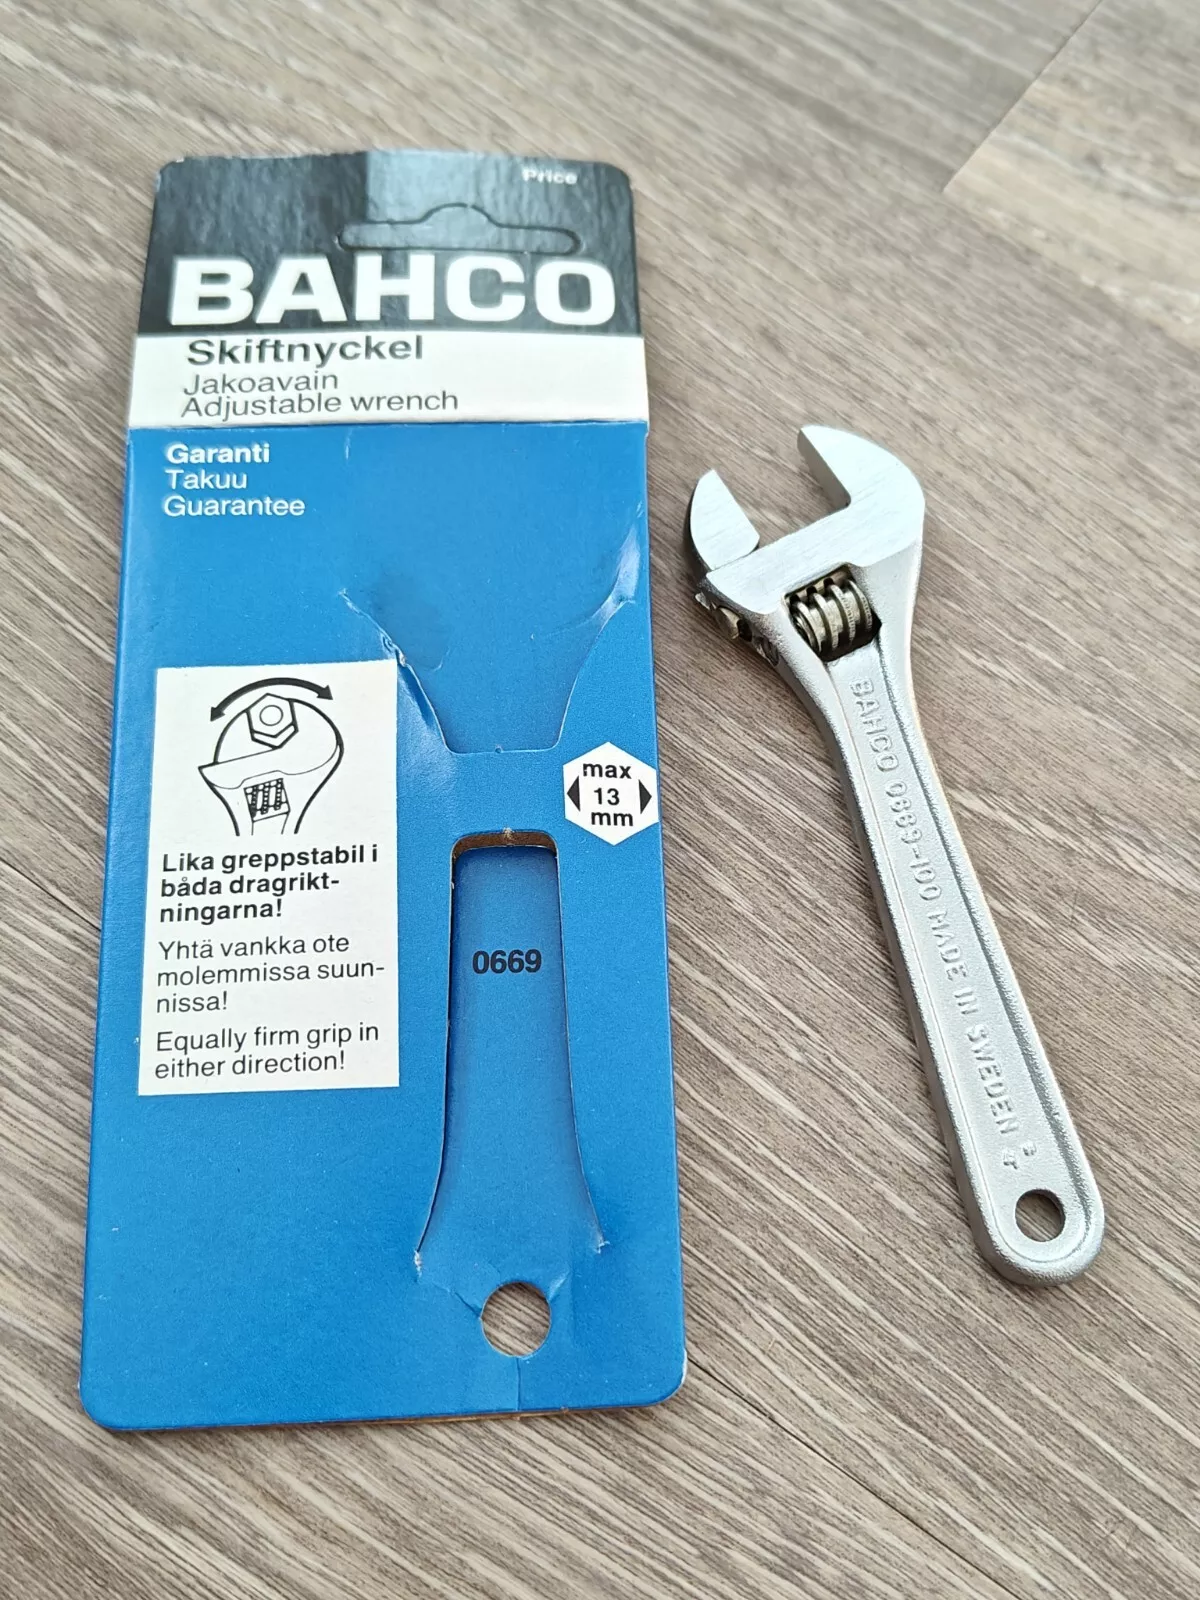 Price
BAHCO
Skiftnyckel
Jakoavain
Adjustable wrench
Garanti
Takuu
Guarantee
max
13
mm
Lika greppstabil i
båda dragrikt-
ningarna!
Yhtä vankka ote
molemmissa suun-
nissa!
Equally firm grip in
either direction!
0669
BAHCO 0669-100 MADE IN SWEDEN